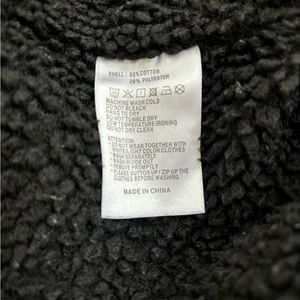 SHELL: 80%COTTON
20% POLYESTER
MACHINE WASH COLD
DO NOT BLEACH
HANG TO DRY
DO NOT TUMBLE DRY
LOW TEMPERATURE IRONING
DO NOT DRY CLEAN
ATTENTION:
* DO NOT WEAR TOGETHER WITH
WHITE/LIGHT COLOR CLOTHES
* WASH SEPARATELY
* WASH INSIDE OUT
* REMOVE PROMPTLY
* PLEASE BUTTON UP / ZIP UP THE
CLOTHES BEFORE WASHING
MADE IN CHINA